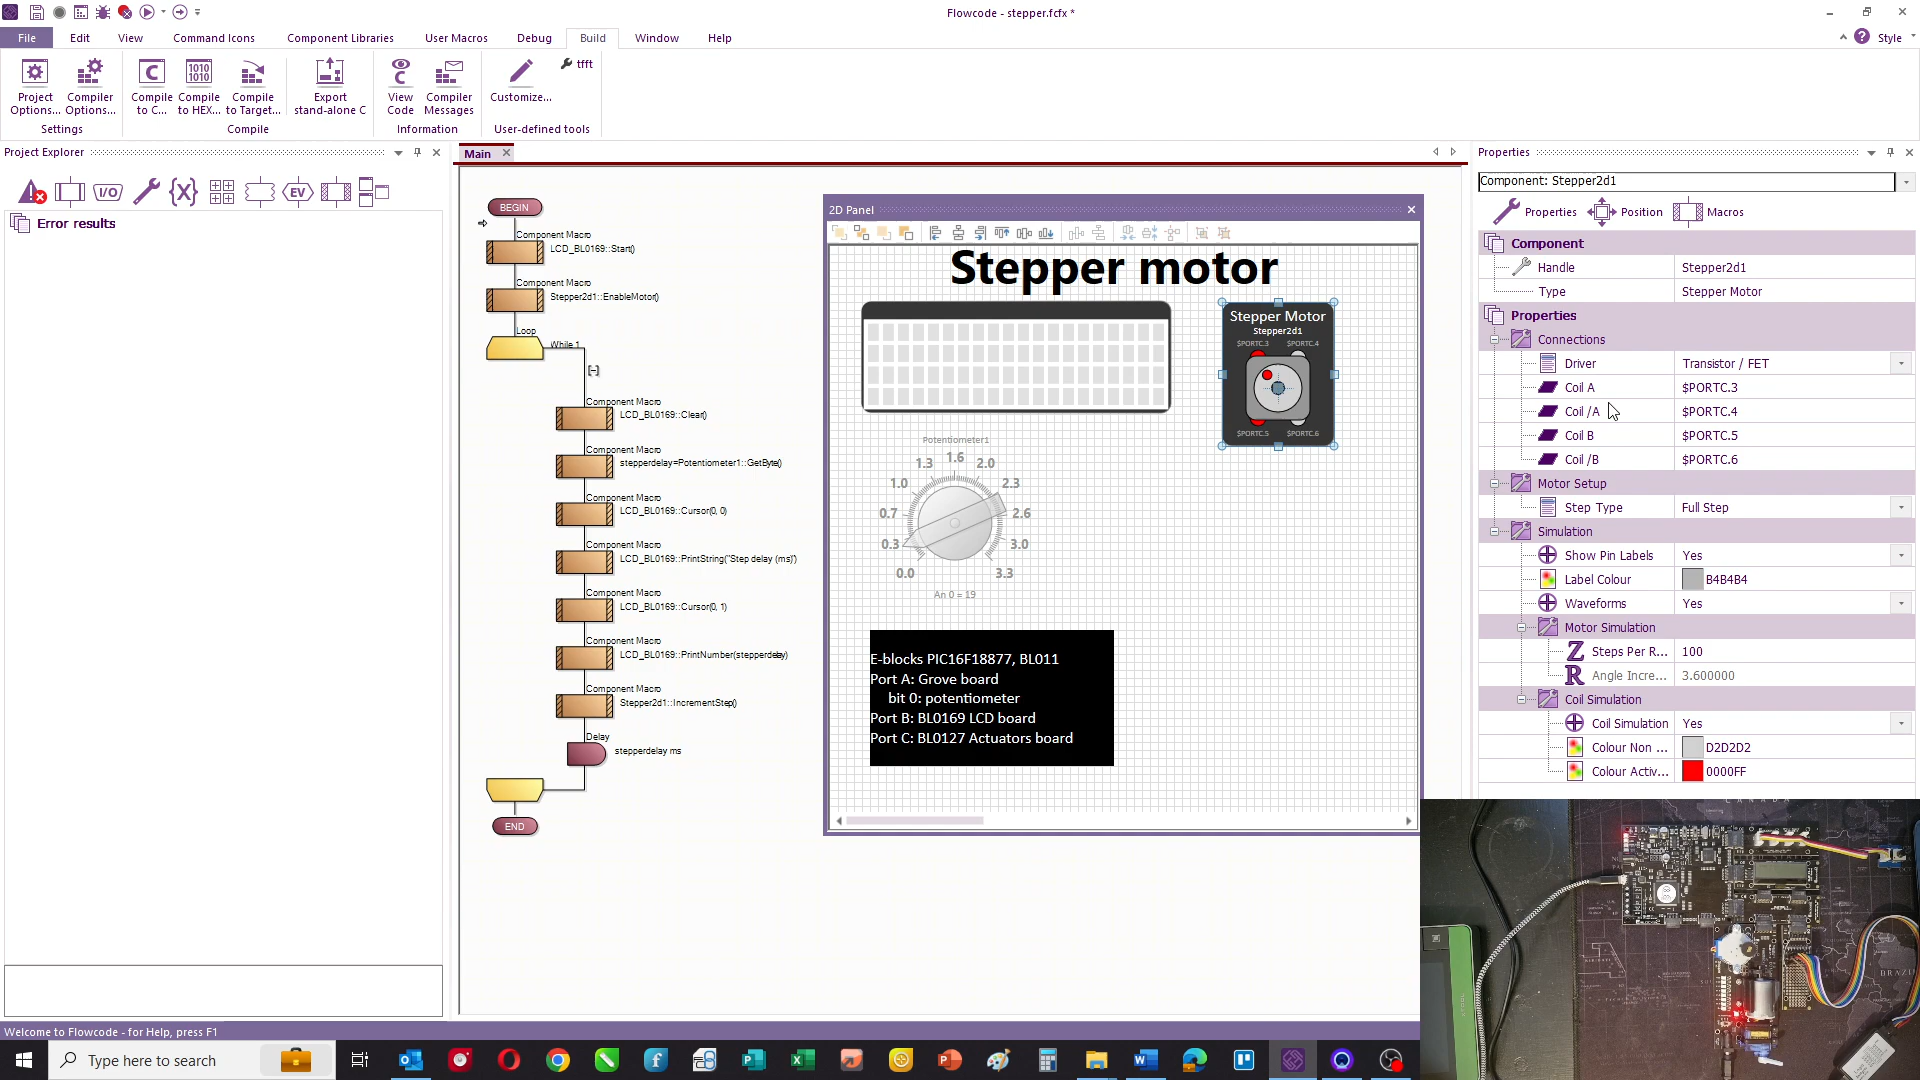 Flowcode - stepper.fcfx *
File Edit View Command Icons Component Libraries User Macros Debug Build Window Help
Style
Project Options...
Compiler Options...
Compile to C...
Compile to HEX...
Compile to Target...
Export stand-alone C
View Code
Compiler Messages
Customize...
tfft
Settings
Compile
Information
User-defined tools
Project Explorer
I/O
{X}
EV
Error results
Main
BEGIN
Component Macro
LCD_BL0169::Start()
Component Macro
Stepper2d1::EnableMotor()
Loop
While 1
Component Macro
LCD_BL0169::Clear()
Component Macro
stepperdelay=Potentiometer1::GetByte()
Component Macro
LCD_BL0169::Cursor(0, 0)
Component Macro
LCD_BL0169::PrintString("Step delay (ms)")
Component Macro
LCD_BL0169::Cursor(0, 1)
Component Macro
LCD_BL0169::PrintNumber(stepperdelay)
Component Macro
Stepper2d1::IncrementStep()
Delay
stepperdelay ms
END
2D Panel
Stepper motor
Stepper Motor
Stepper2d1
$PORTC.3 $PORTC.4
$PORTC.5 $PORTC.6
Potentiometer1
1.6
1.3 2.0
1.0 2.3
0.7 2.6
0.3 3.0
0.0 3.3
An 0 = 19
E-blocks PIC16F18877, BL011
Port A: Grove board
bit 0: potentiometer
Port B: BL0169 LCD board
Port C: BL0127 Actuators board
Properties
Component: Stepper2d1
Properties Position Macros
Component
Handle Stepper2d1
Type Stepper Motor
Properties
Connections
Driver Transistor / FET
Coil A $PORTC.3
Coil /A $PORTC.4
Coil B $PORTC.5
Coil /B $PORTC.6
Motor Setup
Step Type Full Step
Simulation
Show Pin Labels Yes
Label Colour B4B4B4
Waveforms Yes
Motor Simulation
Steps Per R... 100
Angle Incre... 3.600000
Coil Simulation
Coil Simulation Yes
Colour Non ... D2D2D2
Colour Activ... 0000FF
Welcome to Flowcode - for Help, press F1
Type here to search